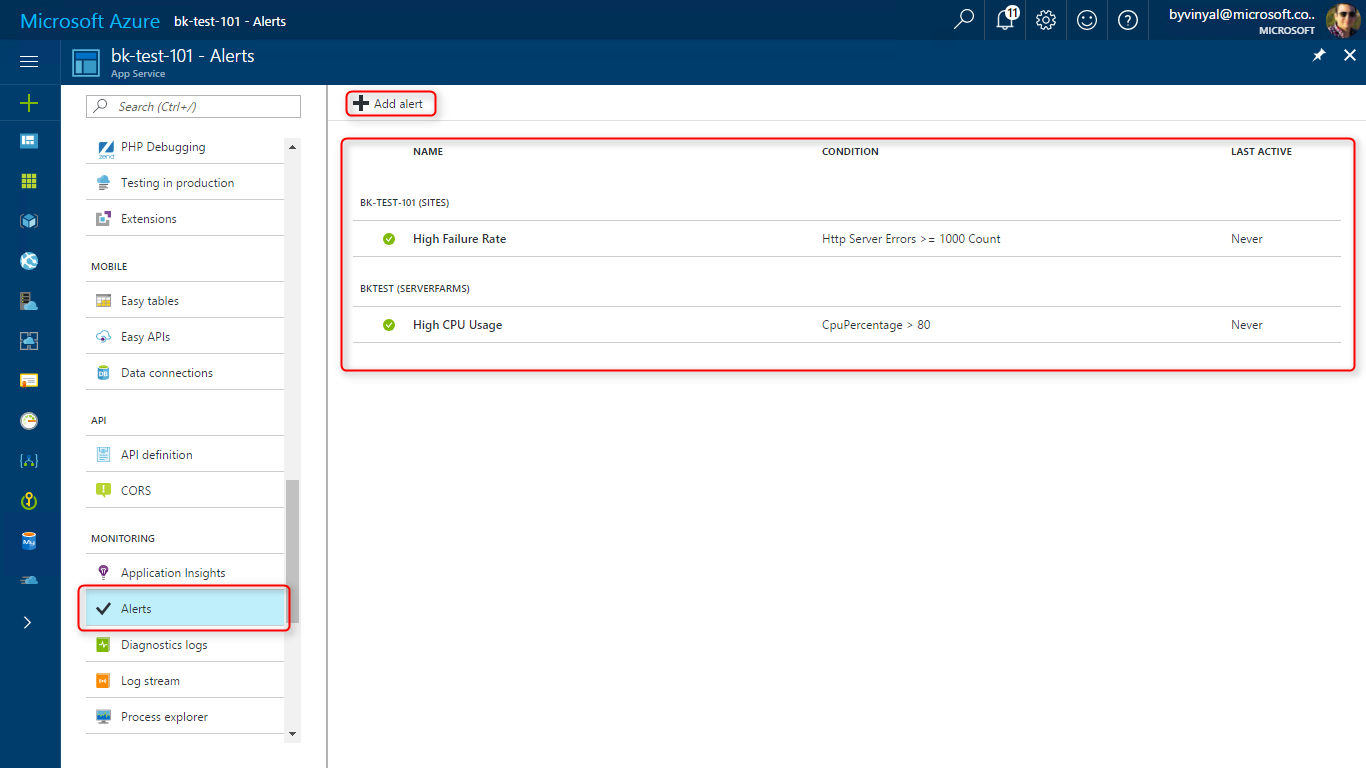 Microsoft Azure bk-test-101 - Alerts
11
byvinyal@microsoft.co..
MICROSOFT
bk-test-101 - Alerts
App Service
Search (Ctrl+/)
zend
PHP Debugging
Testing in production
Extensions
MOBILE
Easy tables
Easy APIs
DB
Data connections
API
API definition
CORS
MONITORING
Application Insights
Alerts
Diagnostics logs
Log stream
Process explorer
My
Add alert
NAME CONDITION LAST ACTIVE
BK-TEST-101 (SITES)
High Failure Rate Http Server Errors >= 1000 Count Never
BKTEST (SERVERFARMS)
High CPU Usage CpuPercentage > 80 Never